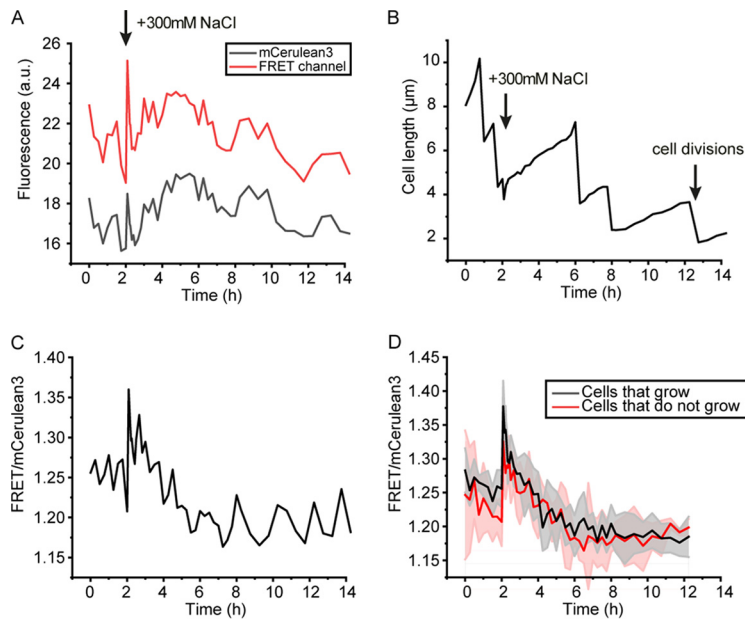 A
+300mM NaCl
mCerulean3
FRET channel
26
24
22
20
18
16
Fluorescence (a.u.)
0 2 4 6 8 10 12 14
Time (h)
B
+300mM NaCl
cell divisions
10
8
6
4
2
Cell length (µm)
0 2 4 6 8 10 12 14
Time (h)
C
1.40
1.35
1.30
1.25
1.20
1.15
FRET/mCerulean3
0 2 4 6 8 10 12 14
Time (h)
D
Cells that grow
Cells that do not grow
1.45
1.40
1.35
1.30
1.25
1.20
1.15
FRET/mCerulean3
0 2 4 6 8 10 12 14
Time (h)